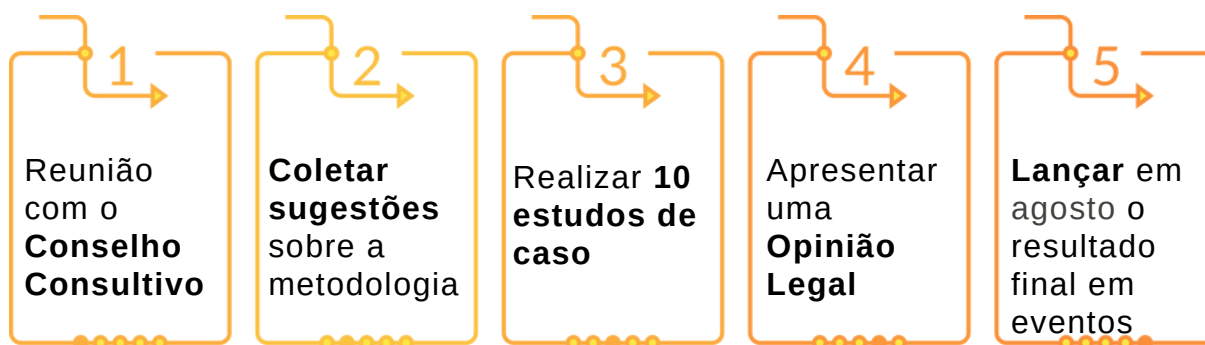 1
Reunião
com o
Conselho
Consultivo
2
Coletar
sugestões
sobre a
metodologia
3
Realizar 10
estudos de
caso
4
Apresentar
uma
Opinião
Legal
5
Lançar em
agosto o
resultado
final em
eventos